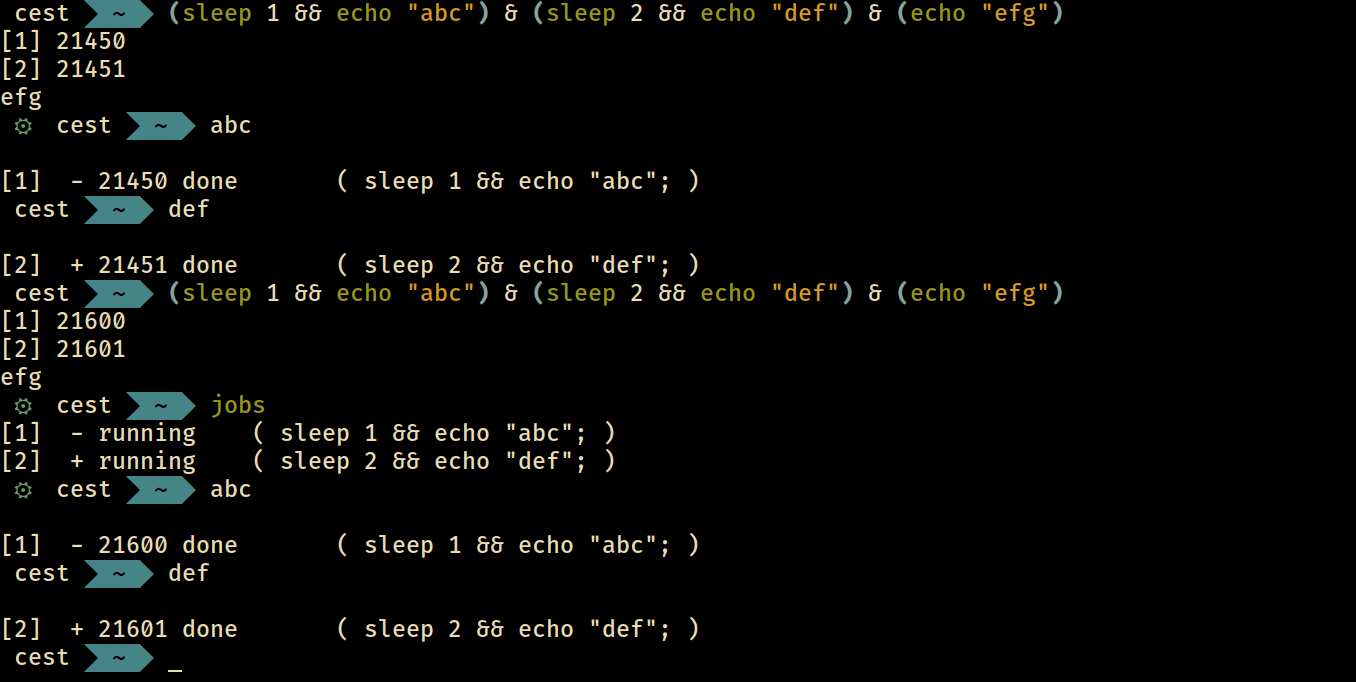 cest ~ (sleep 1 && echo "abc") & (sleep 2 && echo "def") & (echo "efg")
[1] 21450
[2] 21451
efg
⚙ cest ~ abc
[1]  - 21450 done       ( sleep 1 && echo "abc"; )
cest ~ def
[2]  + 21451 done       ( sleep 2 && echo "def"; )
cest ~ (sleep 1 && echo "abc") & (sleep 2 && echo "def") & (echo "efg")
[1] 21600
[2] 21601
efg
⚙ cest ~ jobs
[1]  - running    ( sleep 1 && echo "abc"; )
[2]  + running    ( sleep 2 && echo "def"; )
⚙ cest ~ abc
[1]  - 21600 done       ( sleep 1 && echo "abc"; )
cest ~ def
[2]  + 21601 done       ( sleep 2 && echo "def"; )
cest ~ _